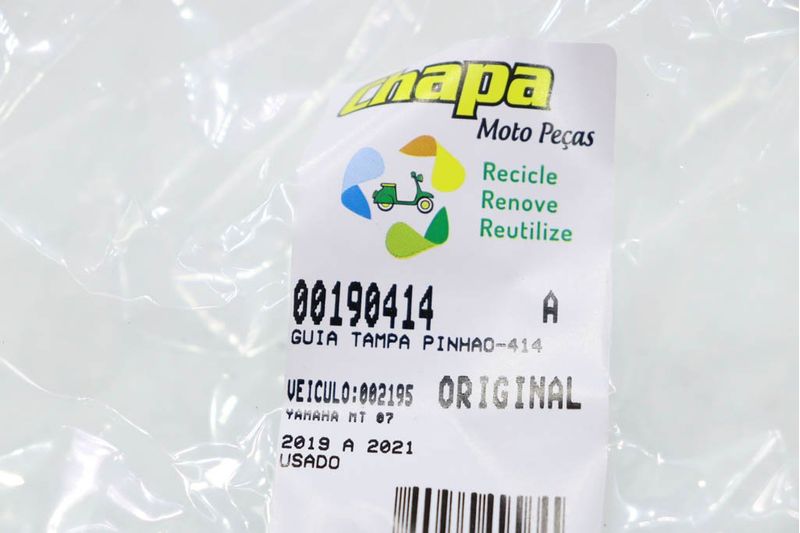 Chapa
Moto Peças
Recicle
Renove
Reutilize
00190414 A
GUIA TAMPA PINHAO-414
VEICULO:002195 ORIGINAL
YAMAHA MT 07
2019 A 2021
USADO